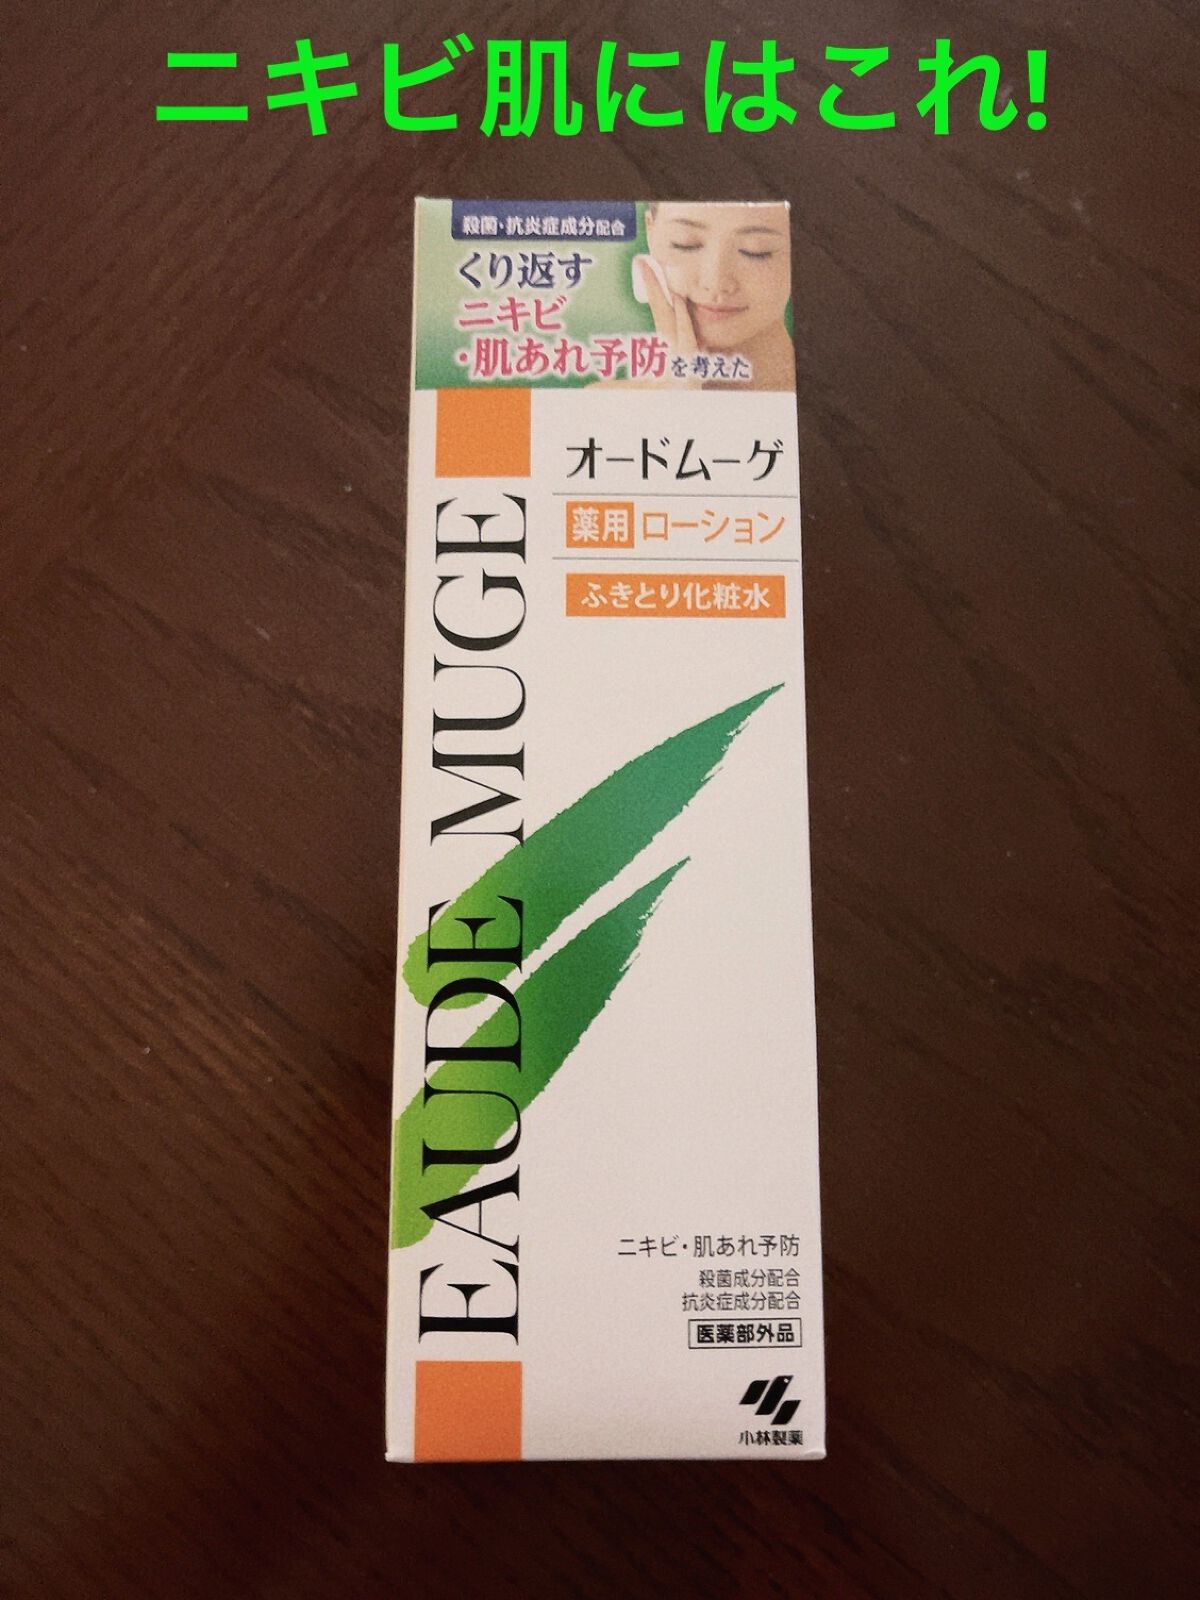 ニキビ肌にはこれ!
殺菌・抗炎症成分配合
くり返す
ニキビ
・肌あれ予防を考えた
オードムーゲ
薬用 ローション
ふきとり化粧水
EAUDE MUGE
ニキビ・肌あれ予防
殺菌成分配合
抗炎症成分配合
医薬部外品
小林製薬